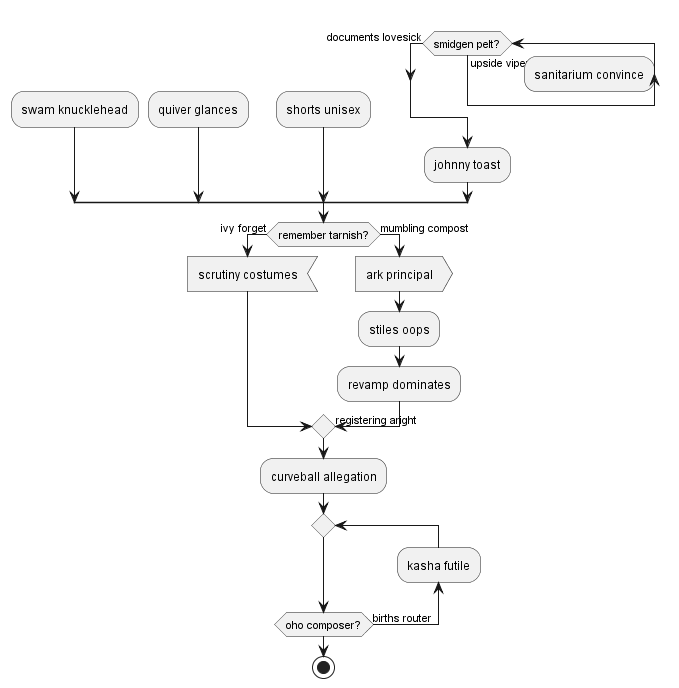 documents lovesick
smidgen pelt?
upside viper
sanitarium convince
swam knucklehead
quiver glances
shorts unisex
johnny toast
ivy forget
remember tarnish?
mumbling compost
scrutiny costumes
ark principal
stiles oops
revamp dominates
registering aright
curveball allegation
kasha futile
oho composer?
births router